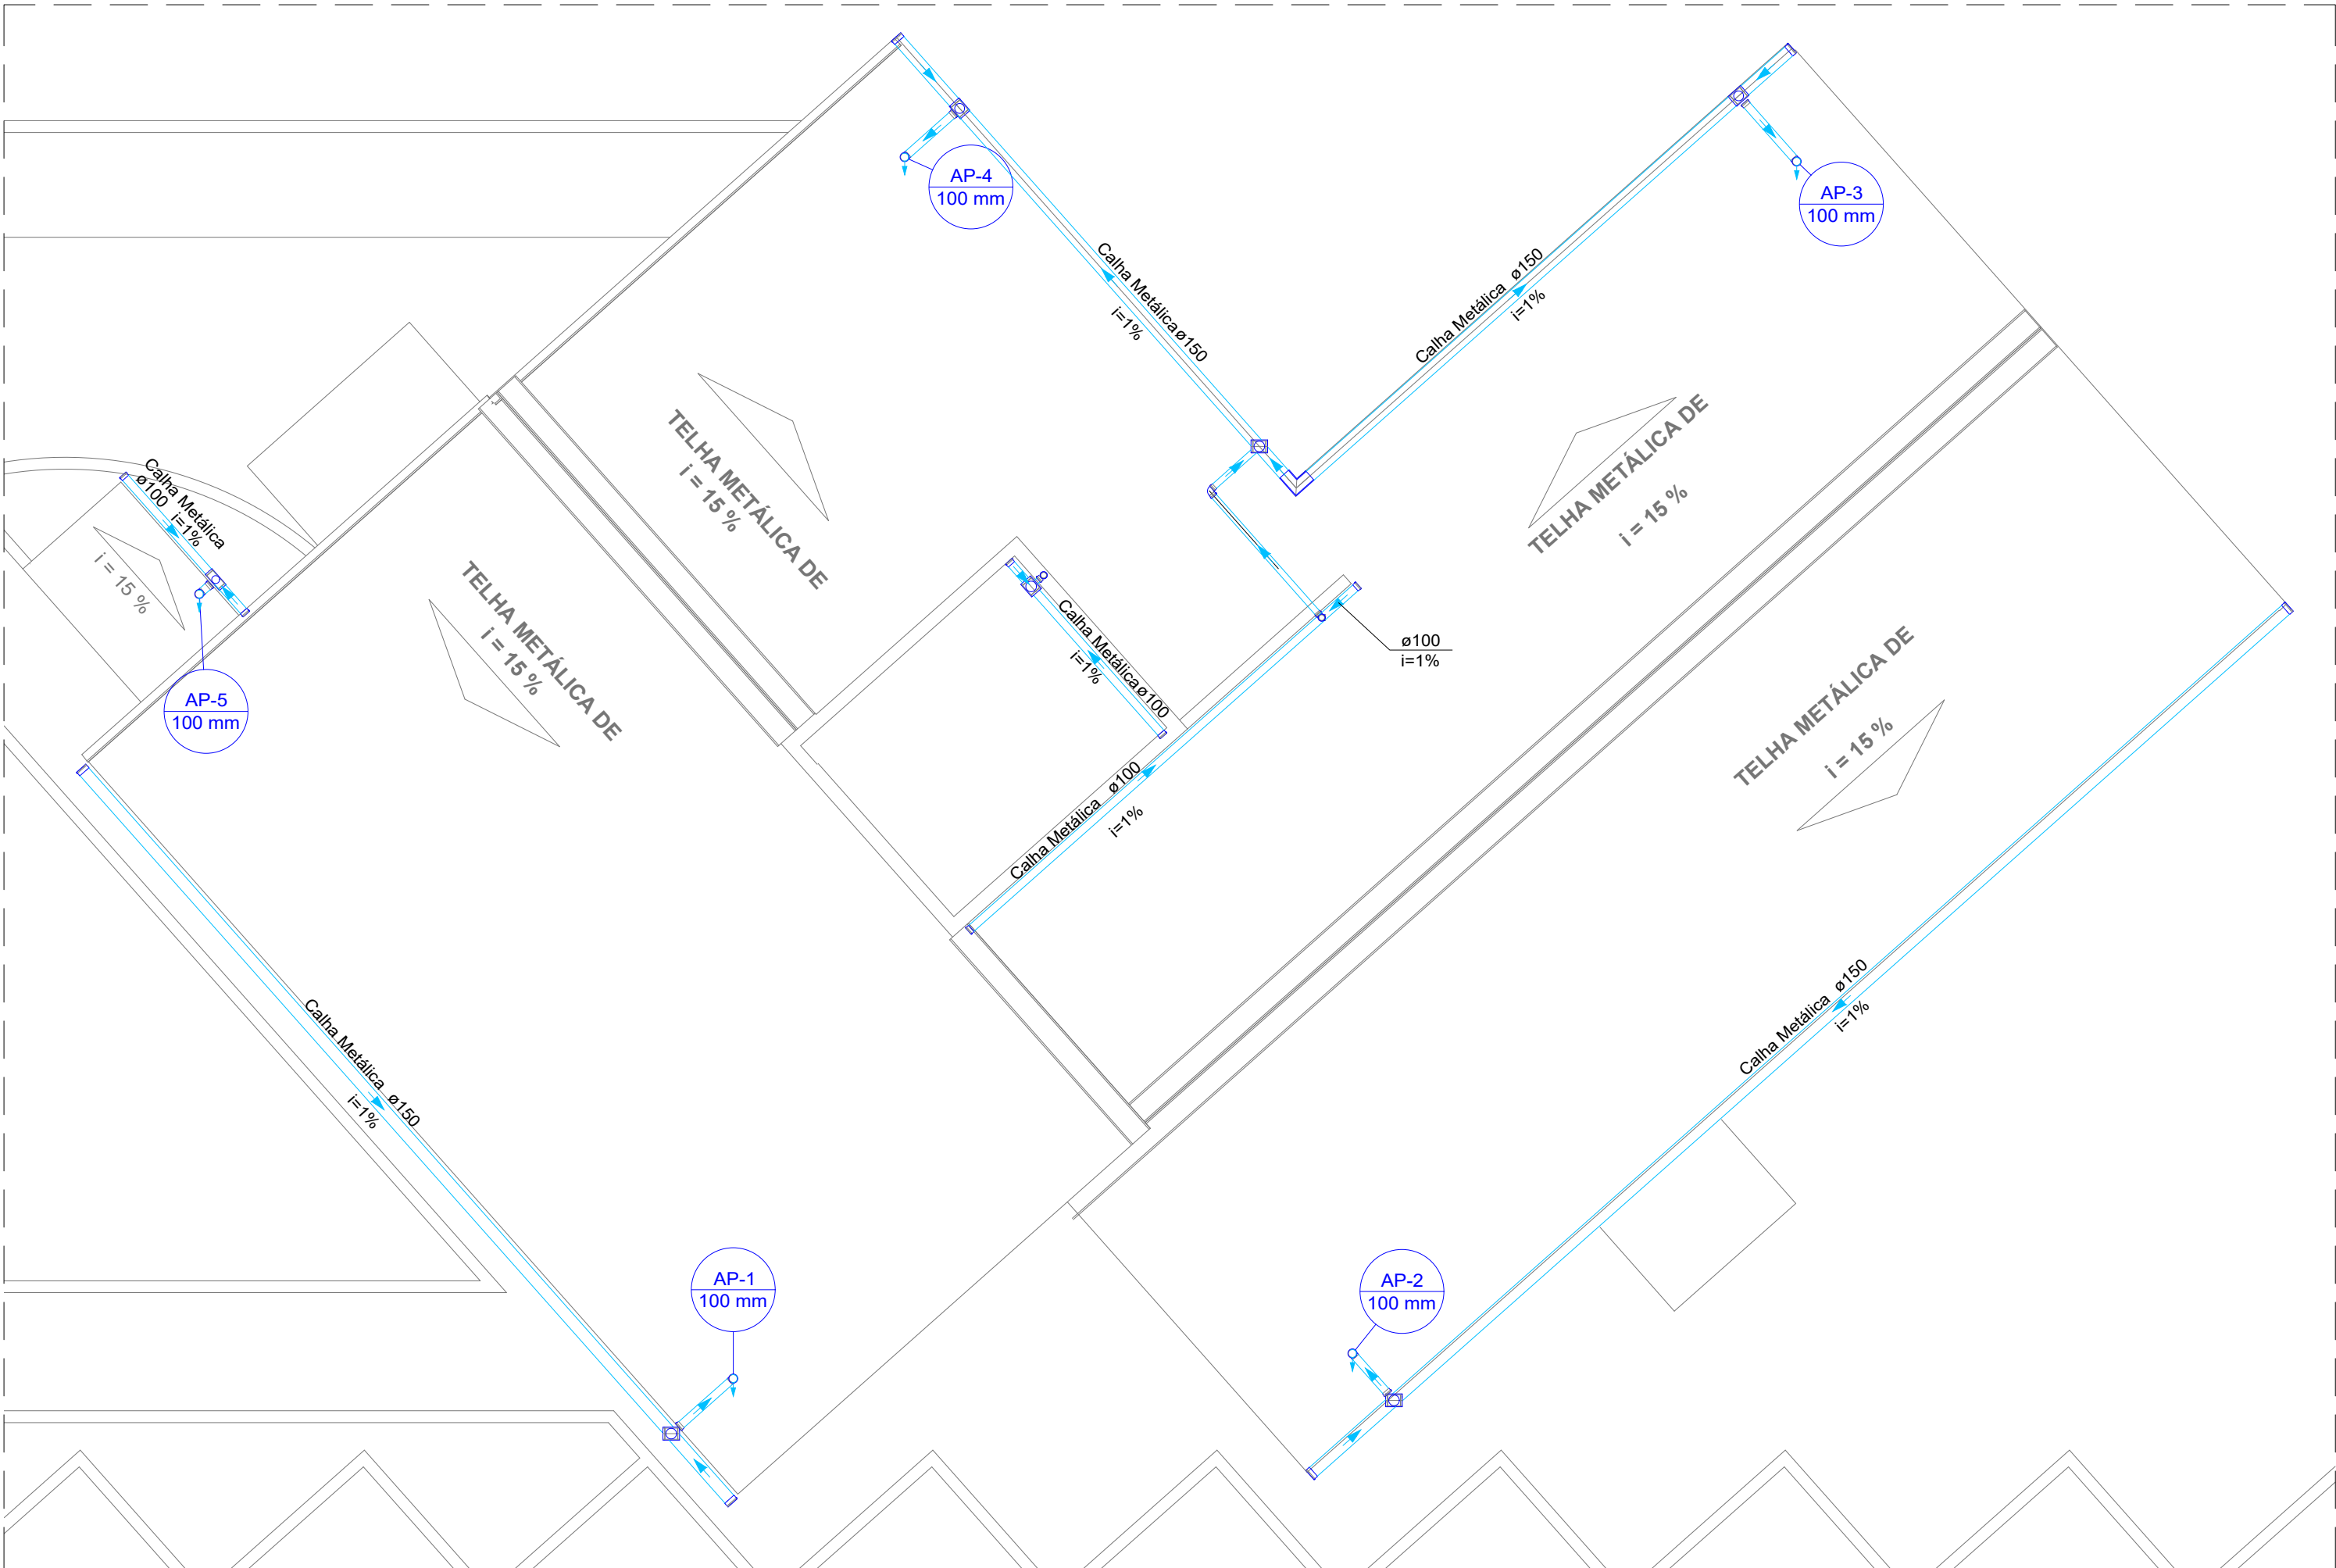 AP-4
100 mm
AP-3
100 mm
Calha Metálica ø150
i=1%
Calha Metálica ø150
i=1%
TELHA METÁLICA DE
i = 15 %
TELHA METÁLICA DE
i = 15 %
Calha Metálica
ø100 i=1%
i = 15 %
TELHA METÁLICA DE
i = 15 %
Calha Metálica ø100
i=1%
ø100
i=1%
AP-5
100 mm
Calha Metálica ø100
i=1%
TELHA METÁLICA DE
i = 15 %
Calha Metálica ø150
i=1%
Calha Metálica ø150
i=1%
AP-1
100 mm
AP-2
100 mm